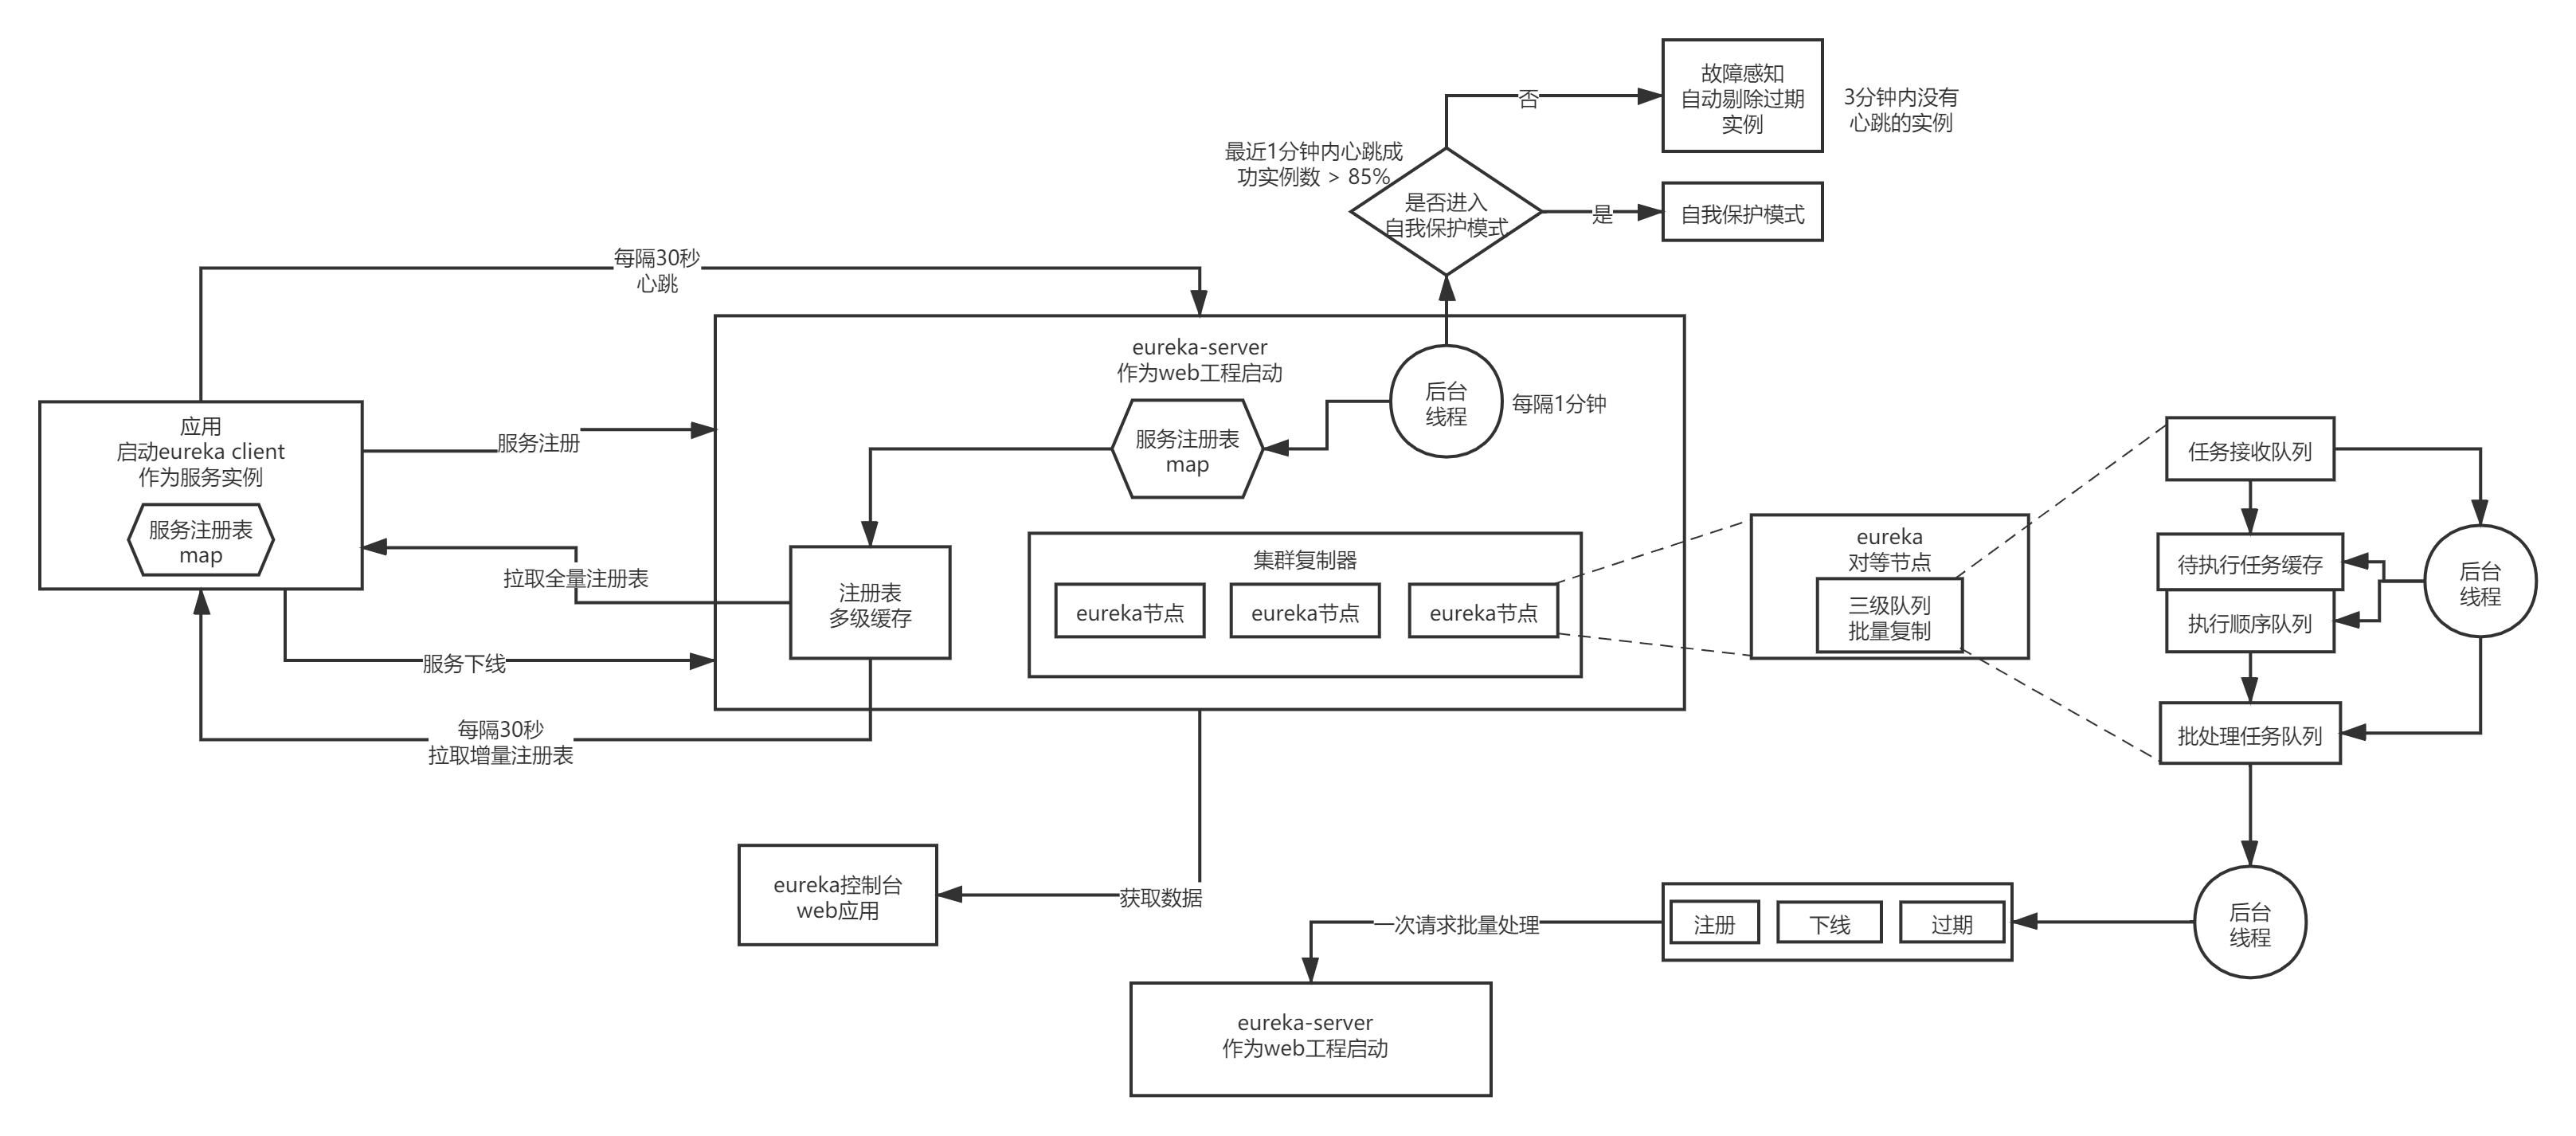 故障感知
自动剔除过期
实例
3分钟内没有
心跳的实例
否
最近1分钟内心跳成
功实例数 > 85%
是否进入
自我保护模式
是
自我保护模式
每隔30秒
心跳
eureka-server
作为web工程启动
后台
线程
每隔1分钟
服务注册表
map
应用
启动eureka client
作为服务实例
服务注册表
map
服务注册
拉取全量注册表
服务下线
每隔30秒
拉取增量注册表
注册表
多级缓存
集群复制器
eureka节点
eureka节点
eureka节点
eureka
对等节点
三级队列
批量复制
任务接收队列
待执行任务缓存
执行顺序队列
后台
线程
批处理任务队列
eureka控制台
web应用
获取数据
一次请求批量处理
注册
下线
过期
后台
线程
eureka-server
作为web工程启动